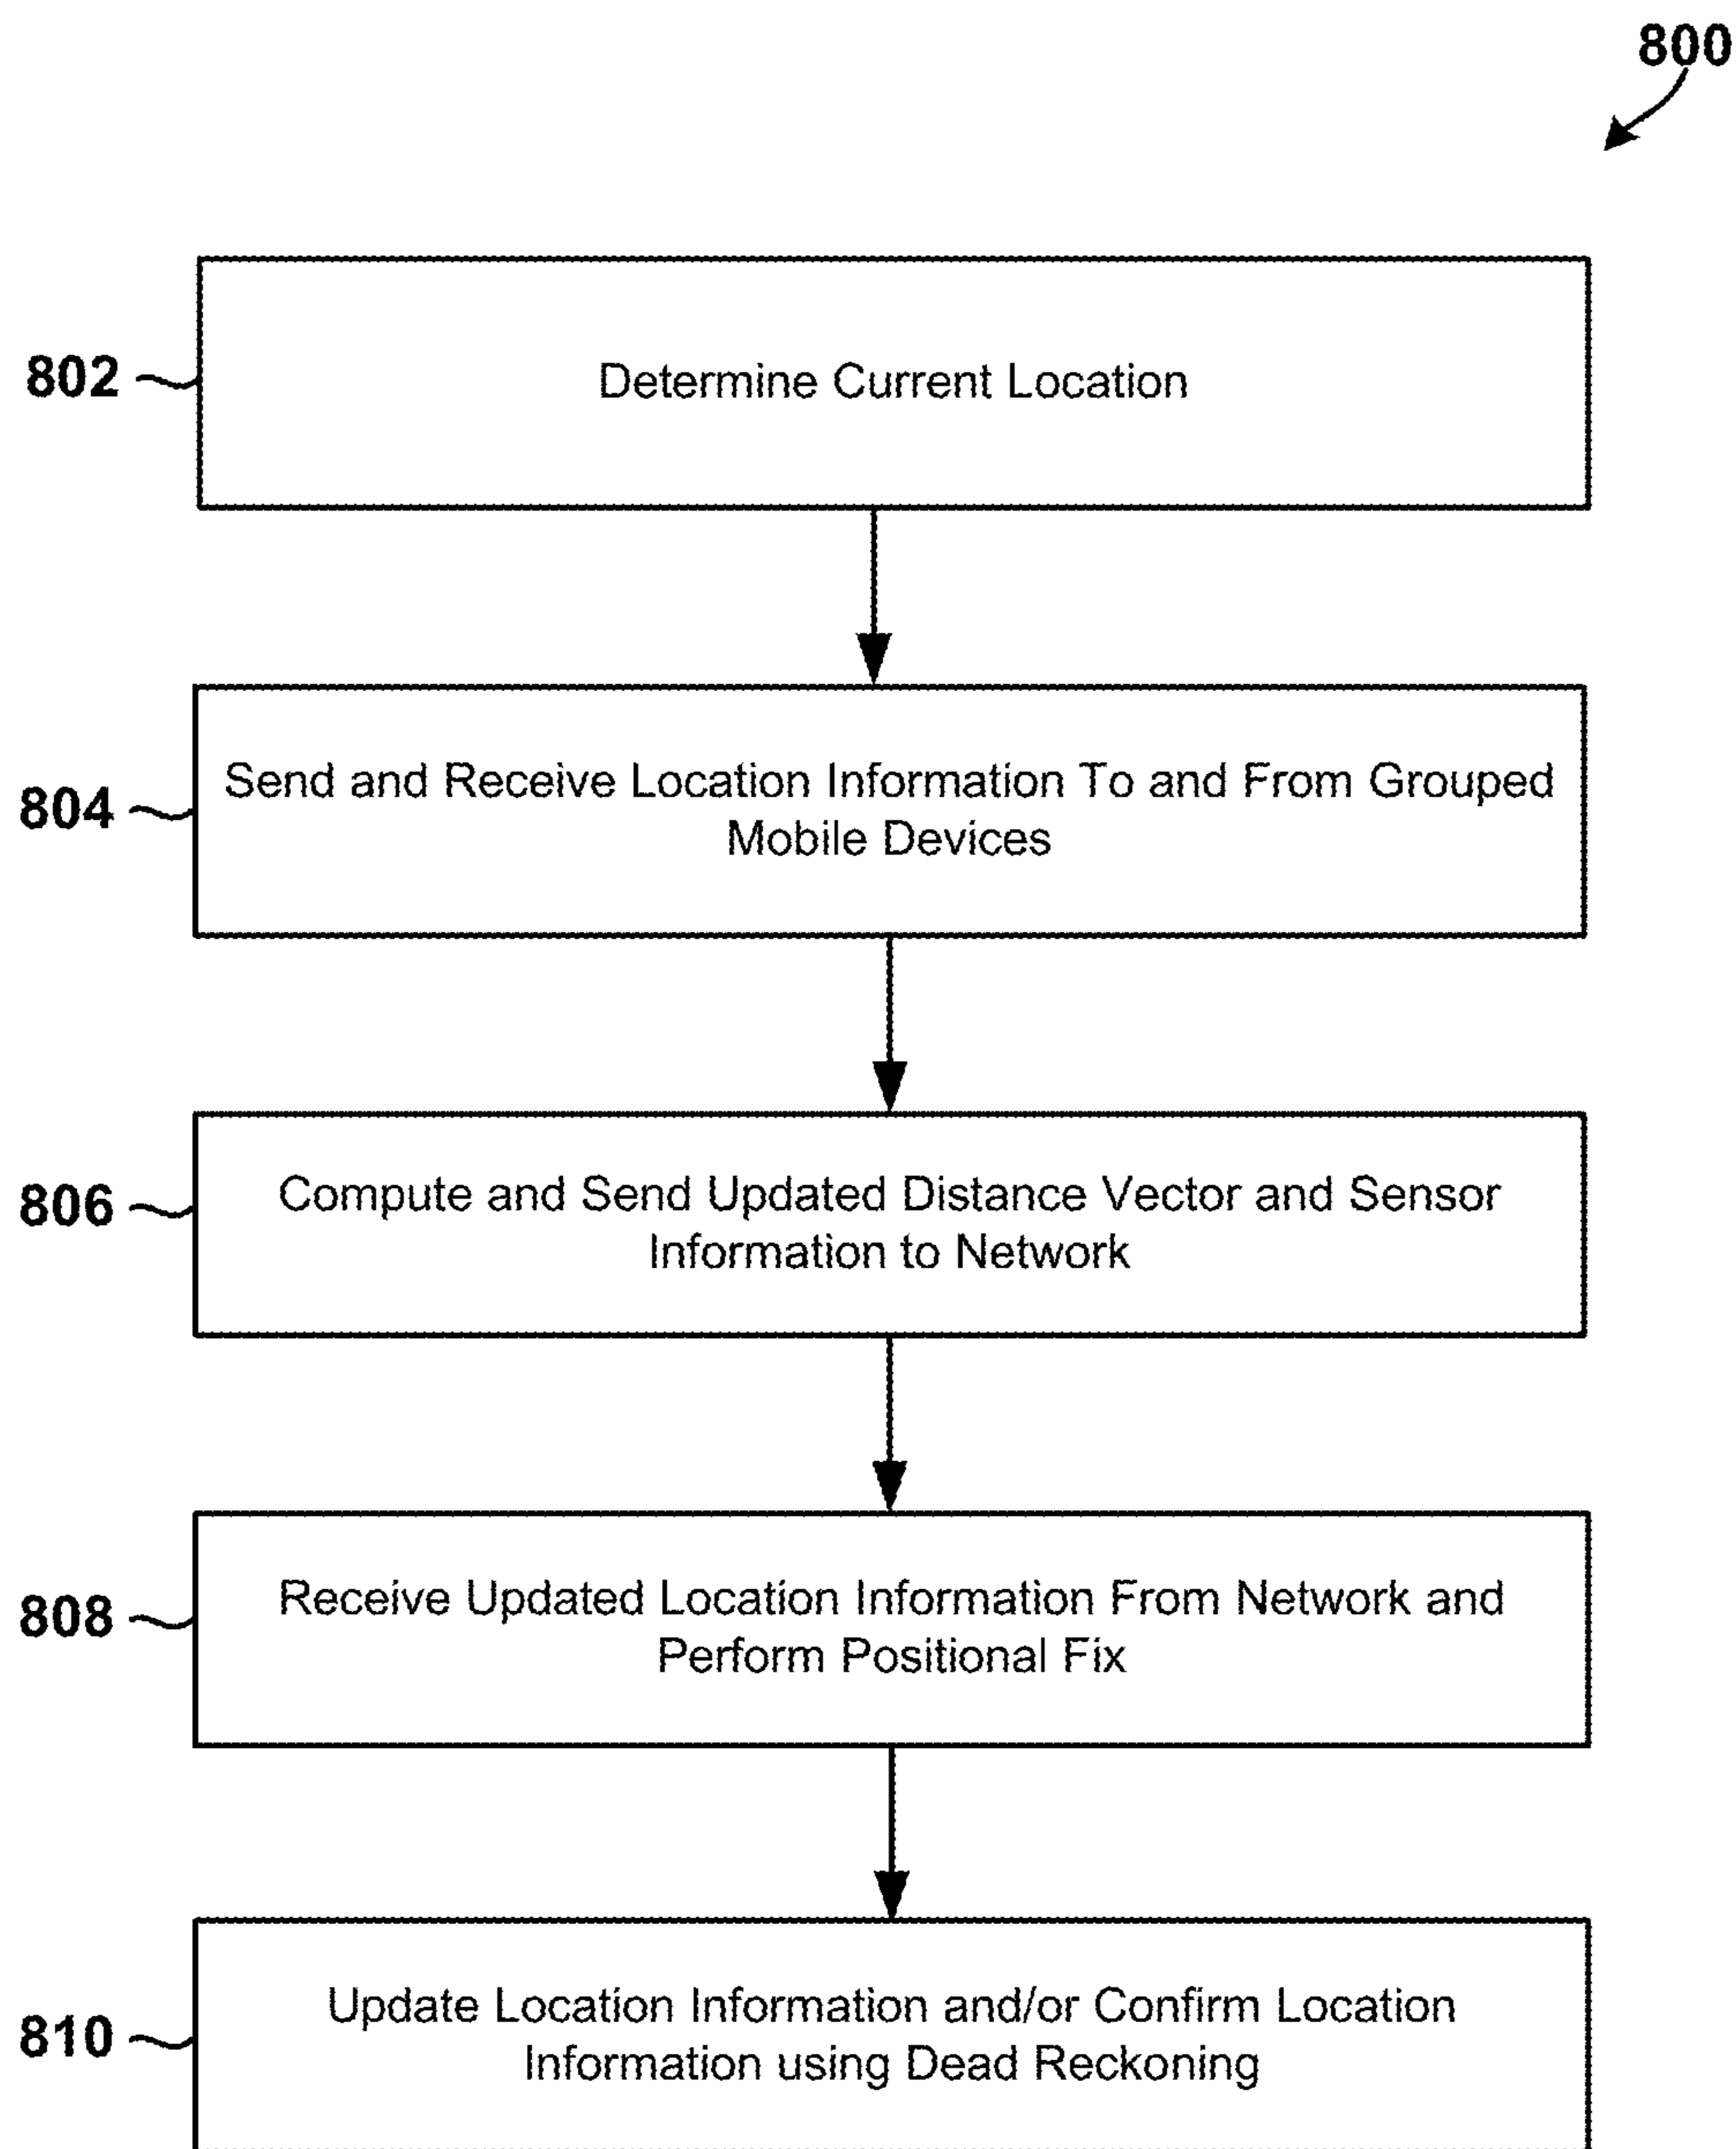 800
802
Determine Current Location
804
Send and Receive Location Information To and From Grouped
Mobile Devices
806
Compute and Send Updated Distance Vector and Sensor
Information to Network
808
Receive Updated Location Information From Network and
Perform Positional Fix
810
Update Location Information and/or Confirm Location
Information using Dead Reckoning